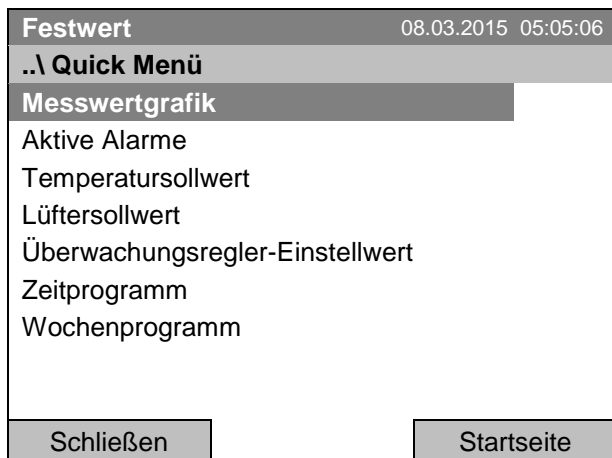 Festwert 08.03.2015 05:05:06
..\ Quick Menü
Messwertgrafik
Aktive Alarme
Temperatursollwert
Lüftersollwert
Überwachungsregler-Einstellwert
Zeitprogramm
Wochenprogramm
Schließen Startseite